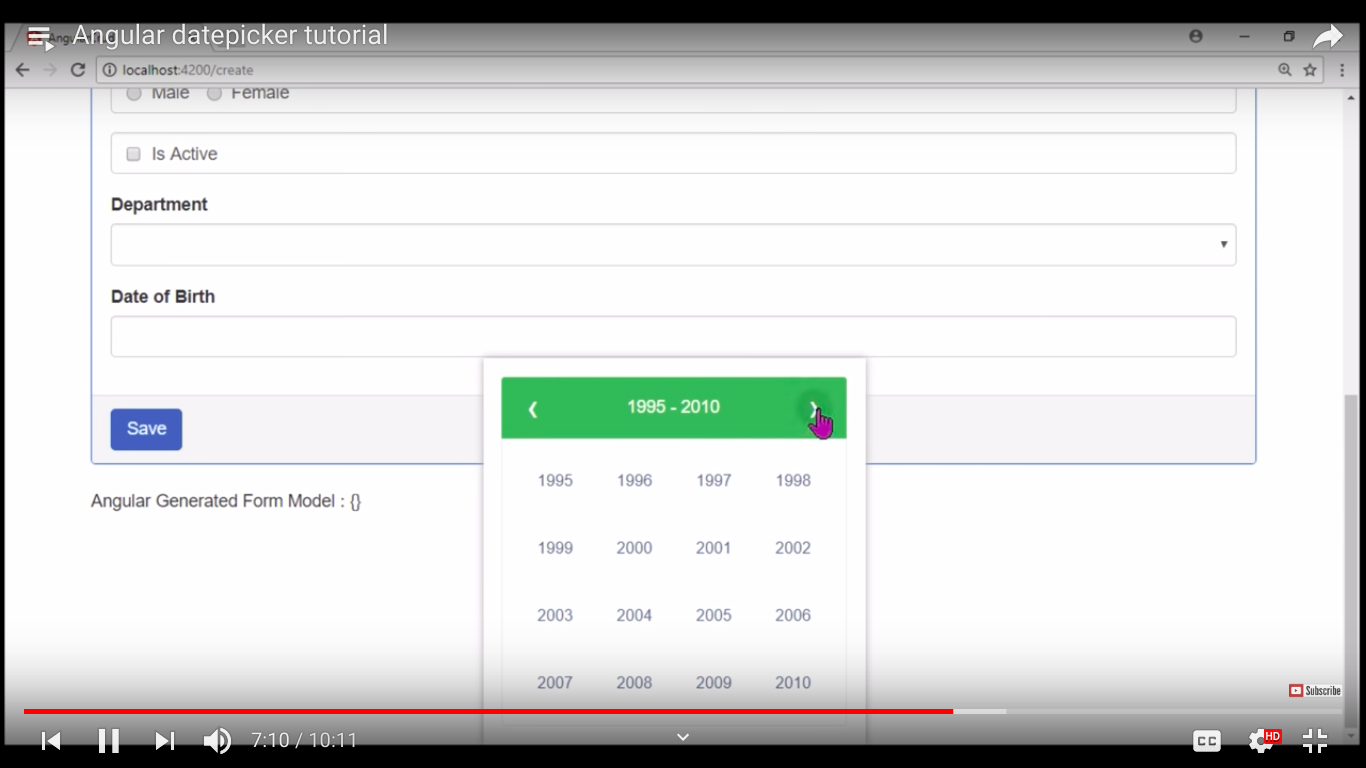 Angular datepicker tutorial
localhost:4200/create
Male Female
Is Active
Department
Date of Birth
1995 - 2010
Save
1995 1996 1997 1998
Angular Generated Form Model : {}
1999 2000 2001 2002
2003 2004 2005 2006
2007 2008 2009 2010
Subscribe
7:10 / 10:11
CC
HD